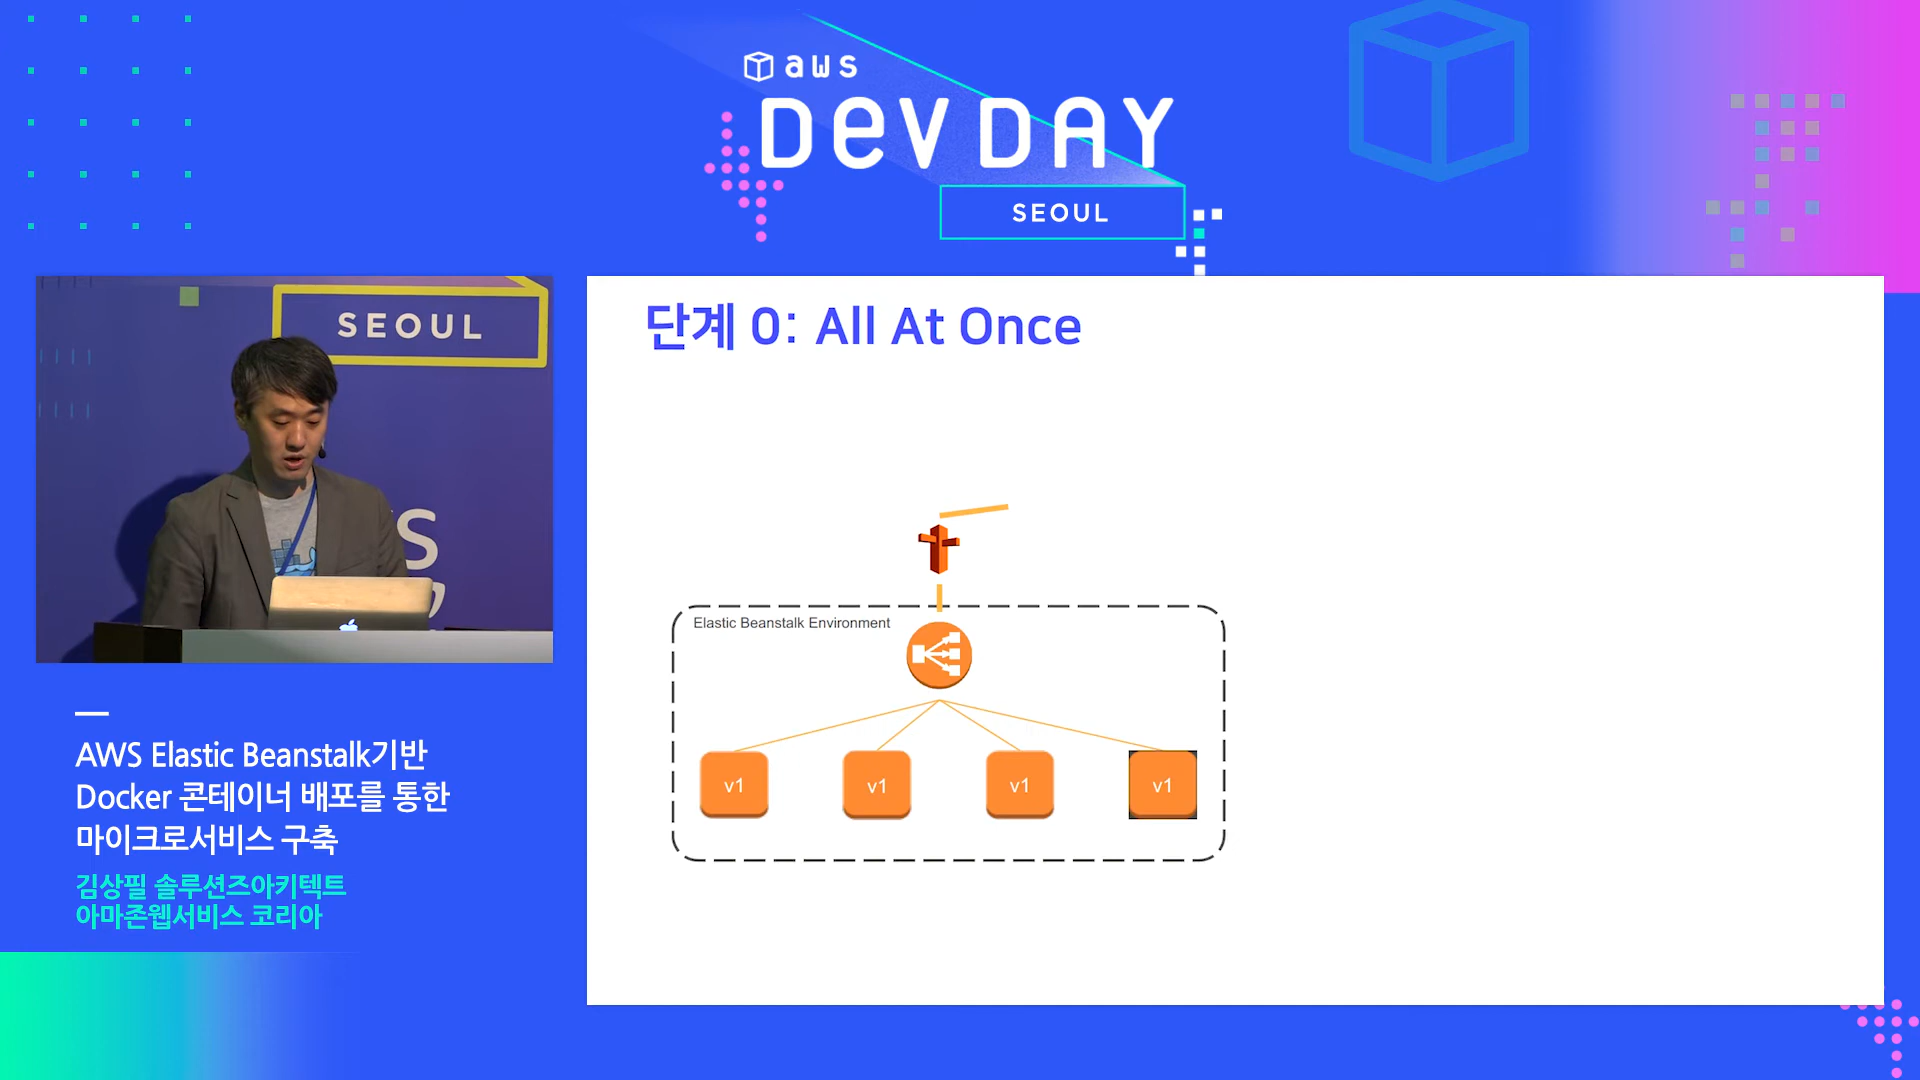 aws
DEV DAY
SEOUL
SEOUL
단계 0: All At Once
Elastic Beanstalk Environment
v1
v1
v1
v1
AWS Elastic Beanstalk기반
Docker 콘테이너 배포를 통한
마이크로서비스 구축
김상필 솔루션즈아키텍트
아마존웹서비스 코리아